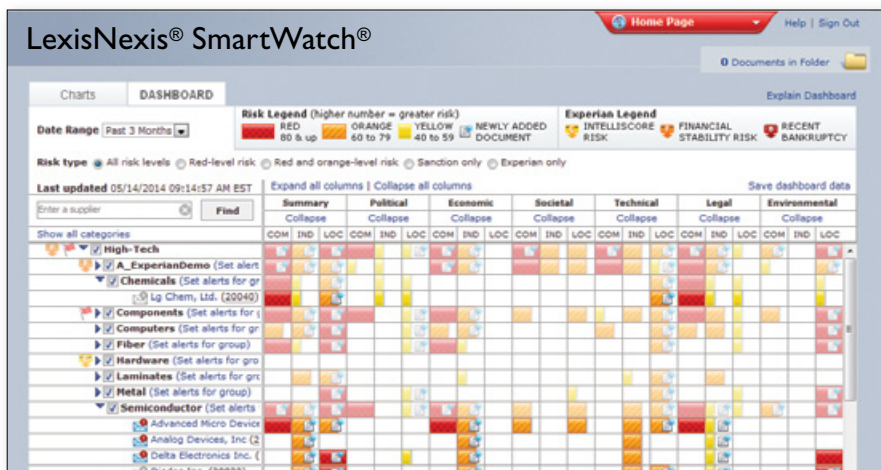 LexisNexis® SmartWatch®
Home Page
Help | Sign Out
0 Documents in Folder
Charts
DASHBOARD
Explain Dashboard
Date Range Past 3 Months
Risk Legend (higher number = greater risk)
RED 80 & up
ORANGE 60 to 79
YELLOW 40 to 59
NEWLY ADDED DOCUMENT
Experian Legend
INTELLISCORE RISK
FINANCIAL STABILITY RISK
RECENT BANKRUPTCY
Risk type All risk levels Red-level risk Red and orange-level risk Sanction only Experian only
Last updated 05/14/2014 09:14:57 AM EST
Expand all columns | Collapse all columns
Save dashboard data
Enter a supplier Find
Summary Political Economic Societal Technical Legal Environmental
Collapse Collapse Collapse Collapse Collapse Collapse Collapse
Show all categories
COM IND LOC COM IND LOC COM IND LOC COM IND LOC COM IND LOC COM IND LOC COM IND LOC
High-Tech
A_ExperianDemo (Set alert
Chemicals (Set alerts for gr
Lg Chem, Ltd. (20040)
Components (Set alerts for g
Computers (Set alerts for gr
Fiber (Set alerts for group)
Hardware (Set alerts for gro
Laminates (Set alerts for grc
Metal (Set alerts for group)
Semiconductor (Set alerts
Advanced Micro Device
Analog Devices, Inc (2
Delta Electronics Inc. (